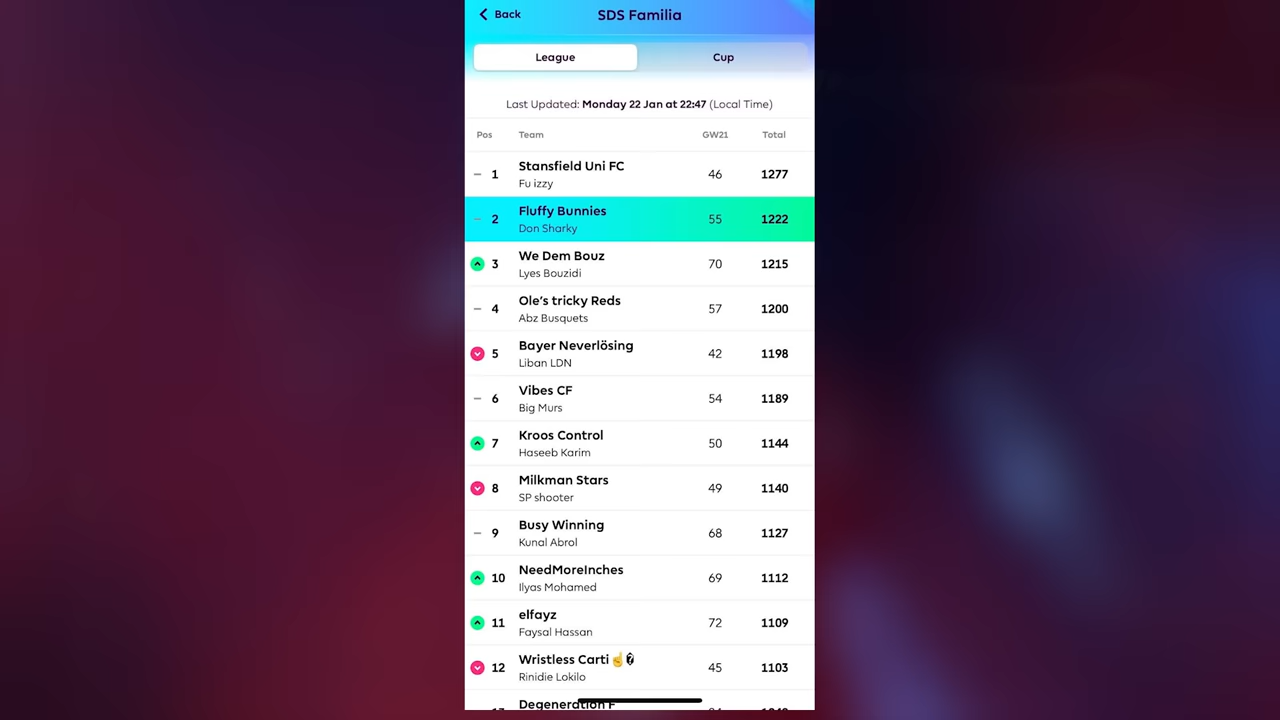 Back SDS Familia
League Cup
Last Updated: Monday 22 Jan at 22:47 (Local Time)
Pos Team GW21 Total
1 Stansfield Uni FC 46 1277
Fu izzy
2 Fluffy Bunnies 55 1222
Don Sharky
3 We Dem Bouz 70 1215
Lyes Bouzidi
4 Ole's tricky Reds 57 1200
Abz Busquets
5 Bayer Neverlösing 42 1198
Liban LDN
6 Vibes CF 54 1189
Big Murs
7 Kroos Control 50 1144
Haseeb Karim
8 Milkman Stars 49 1140
SP shooter
9 Busy Winning 68 1127
Kunal Abrol
10 NeedMoreInches 69 1112
Ilyas Mohamed
11 elfayz 72 1109
Faysal Hassan
12 Wristless Carti☝️� 45 1103
Rinidie Lokilo
Degeneration